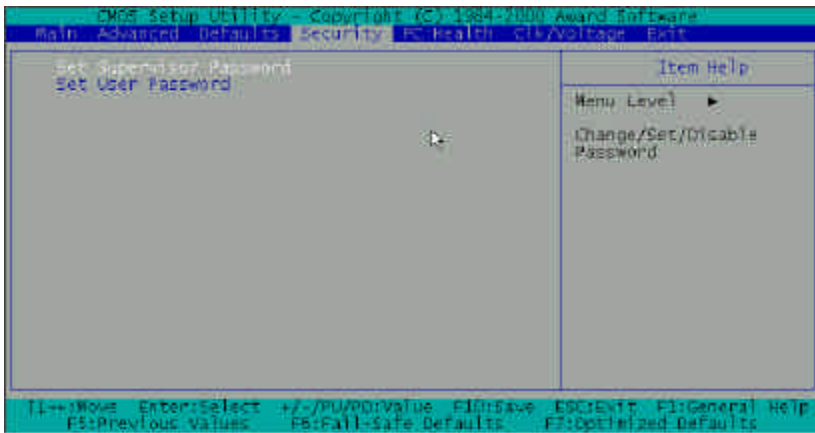 CMOS Setup Utility - Copyright (C) 1984-2000 Award Software
Main Advanced Defaults Security PC Health Clk/Voltage Exit
Set Supervisor Password
Set User Password
Item Help
Menu Level ►
Change/Set/Disable
Password
↑↓→←:Move Enter:Select +/-/PU/PD:Value F10:Save ESC:Exit F1:General Help
F5:Previous Values F6:Fail-Safe Defaults F7:Optimized Defaults